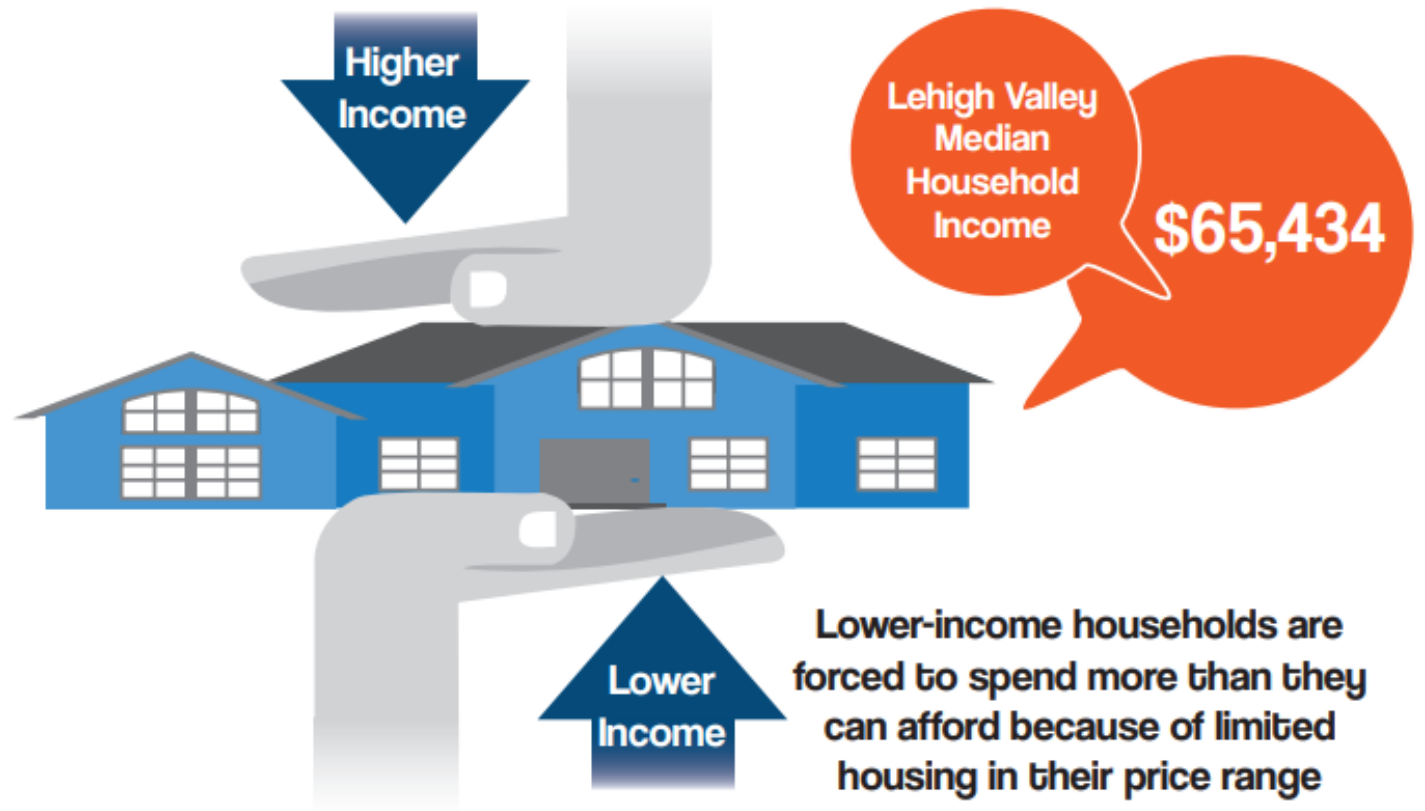 Higher
Income
Lehigh Valley
Median
Household
Income
$65,434
Lower
Income
Lower-income households are
forced to spend more than they
can afford because of limited
housing in their price range